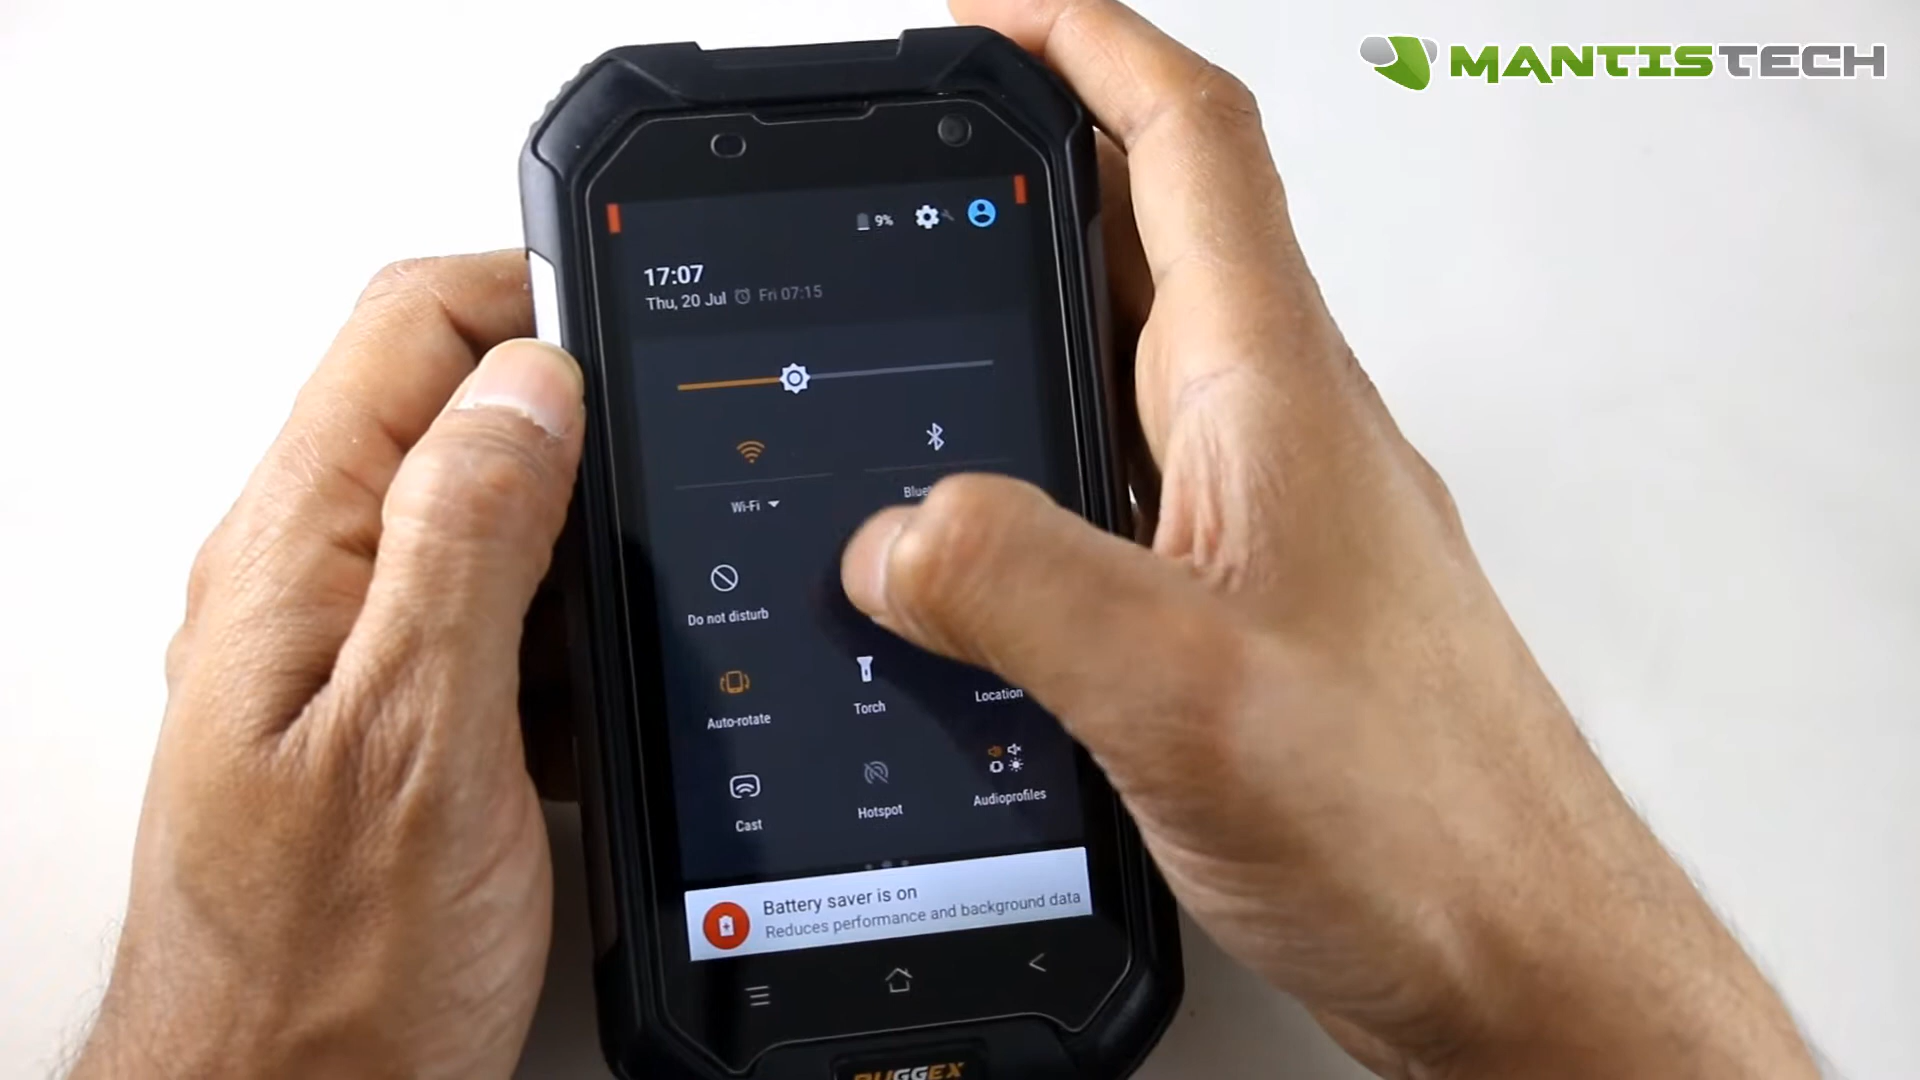 MANTISTECH
9%
17:07
Thu, 20 Jul Fri 07:15
Wi-Fi
Do not disturb
Auto-rotate
Torch
Location
Cast
Hotspot
Audioprofiles
Battery saver is on
Reduces performance and background data
RUGGEX